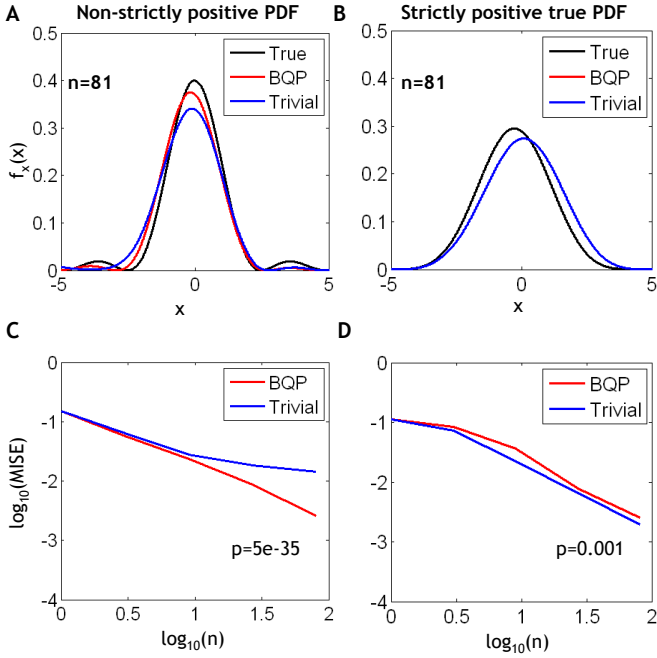 A Non-strictly positive PDF
B Strictly positive true PDF
0.5
0.4
0.3
0.2
0.1
0
n=81
True
BQP
Trivial
f_x(x)
-5 0 5
x
0.5
0.4
0.3
0.2
0.1
0
n=81
True
BQP
Trivial
-5 0 5
x
C
0
-1
-2
-3
-4
BQP
Trivial
log₁₀(MISE)
p=5e-35
0 0.5 1 1.5 2
log₁₀(n)
D
0
-1
-2
-3
-4
BQP
Trivial
p=0.001
0 0.5 1 1.5 2
log₁₀(n)